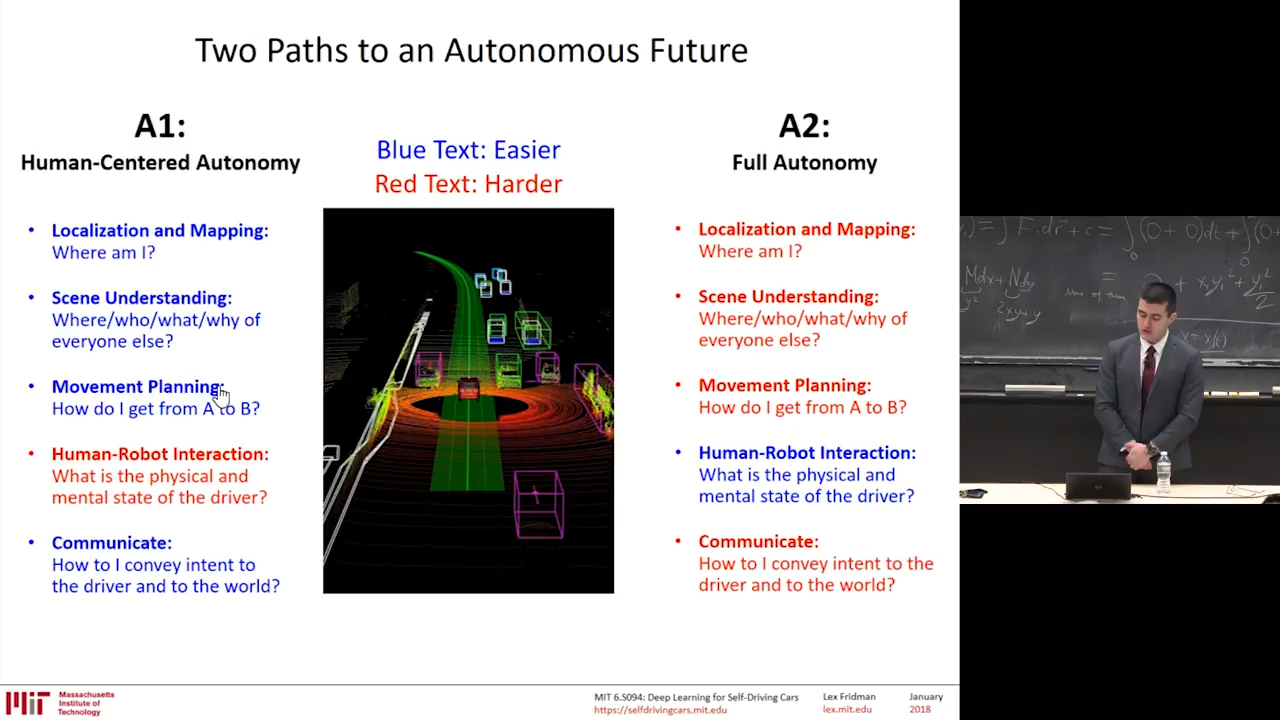 Two Paths to an Autonomous Future
A1:
Human-Centered Autonomy
• Localization and Mapping:
Where am I?
• Scene Understanding:
Where/who/what/why of
everyone else?
• Movement Planning:
How do I get from A to B?
• Human-Robot Interaction:
What is the physical and
mental state of the driver?
• Communicate:
How to I convey intent to
the driver and to the world?
Blue Text: Easier
Red Text: Harder
A2:
Full Autonomy
• Localization and Mapping:
Where am I?
• Scene Understanding:
Where/who/what/why of
everyone else?
• Movement Planning:
How do I get from A to B?
• Human-Robot Interaction:
What is the physical and
mental state of the driver?
• Communicate:
How to I convey intent to the
driver and to the world?
Massachusetts
Institute of
Technology
MIT 6.S094: Deep Learning for Self-Driving Cars
https://selfdrivingcars.mit.edu
Lex Fridman
lex.mit.edu
January
2018